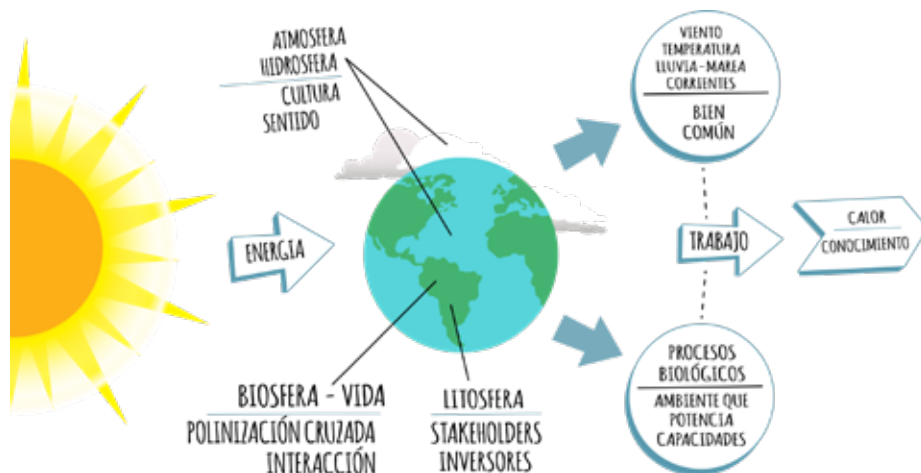 ATMOSFERA
HIDROSFERA
CULTURA
SENTIDO
ENERGIA
BIOSFERA - VIDA
POLINIZACIÓN CRUZADA
INTERACCIÓN
LITOSFERA
STAKEHOLDERS
INVERSORES
VIENTO
TEMPERATURA
LLUVIA-MAREA
CORRIENTES
BIEN
COMÚN
TRABAJO
CALOR
CONOCIMIENTO
PROCESOS
BIOLÓGICOS
AMBIENTE QUE
POTENCIA
CAPACIDADES